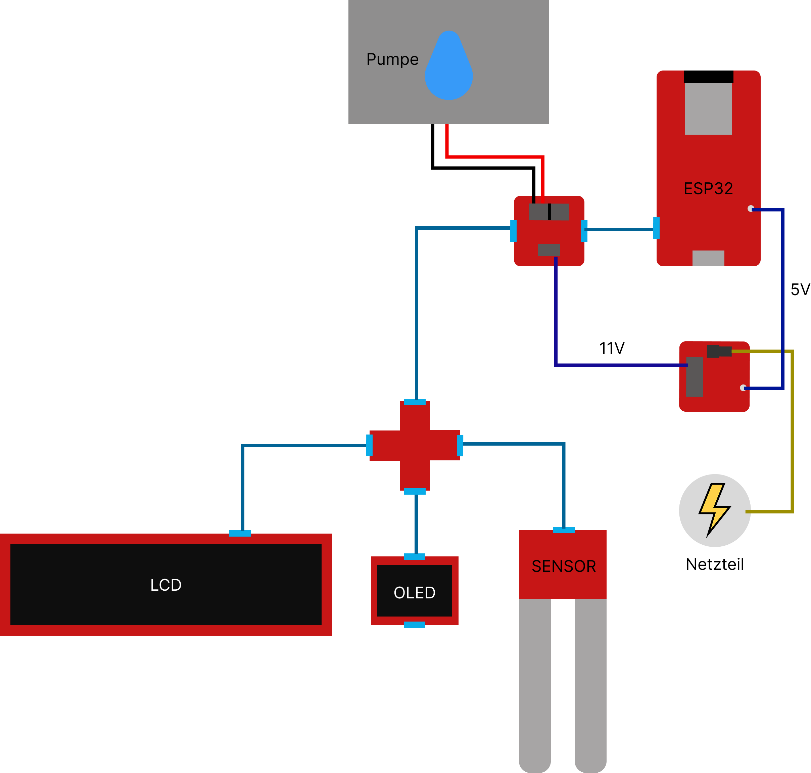 Pumpe
ESP32
5V
11V
Netzteil
LCD
OLED
SENSOR